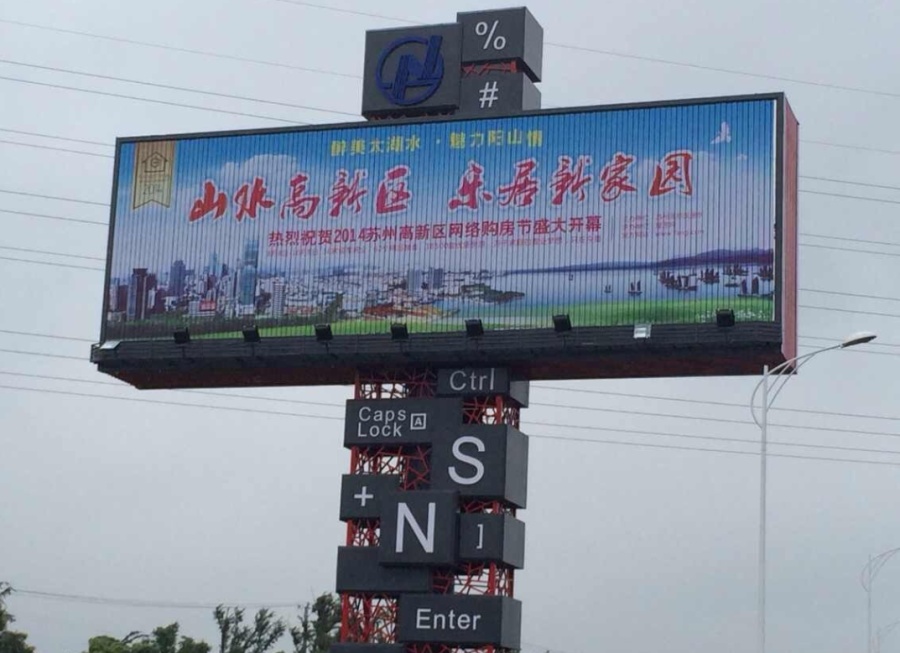 %
#
醉美太湖水·魅力阳山情
山水高新区 乐居新家园
热烈祝贺2014苏州高新区网络购房节盛大开幕
Ctrl
Caps Lock A
S
+
N ]
Enter